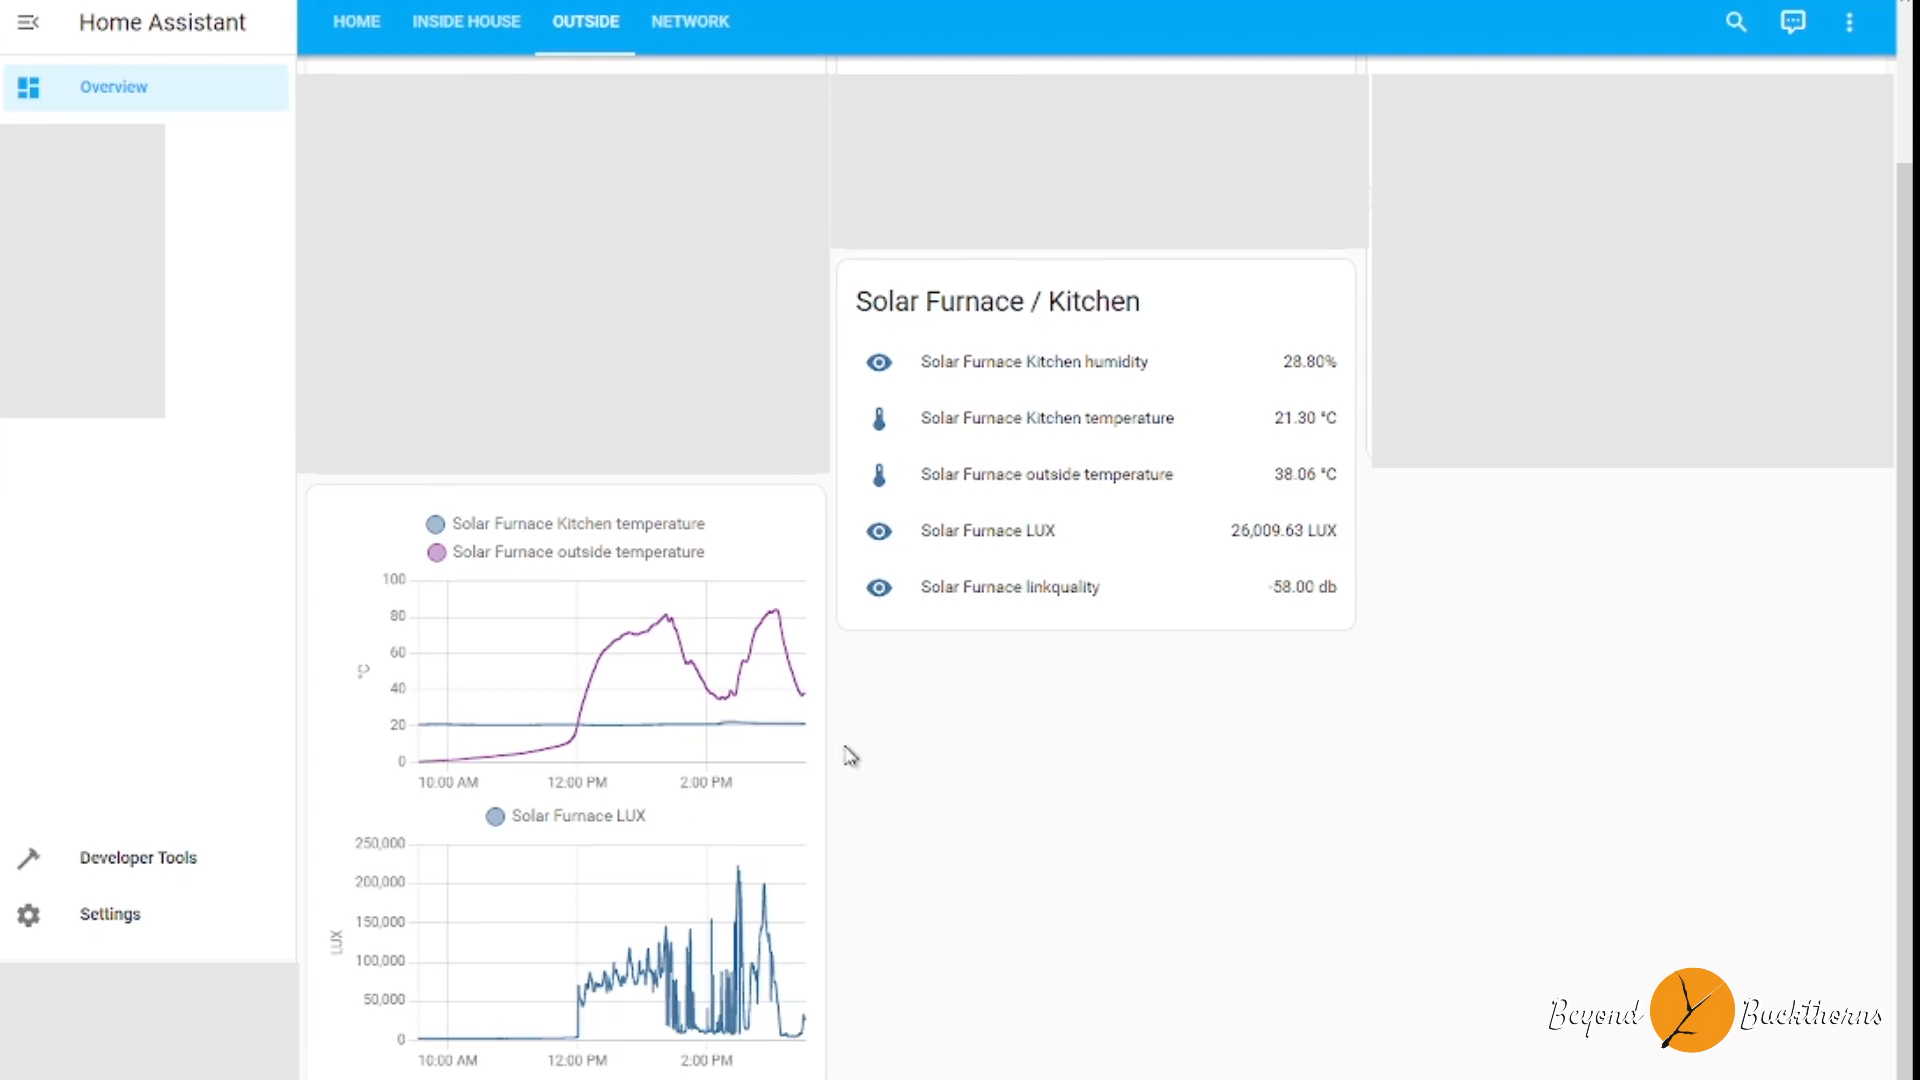 Home Assistant
HOME INSIDE HOUSE OUTSIDE NETWORK
Overview
Developer Tools
Settings
Solar Furnace / Kitchen
Solar Furnace Kitchen humidity 28.80%
Solar Furnace Kitchen temperature 21.30 °C
Solar Furnace outside temperature 38.06 °C
Solar Furnace LUX 26,009.63 LUX
Solar Furnace linkquality -58.00 db
Solar Furnace Kitchen temperature
Solar Furnace outside temperature
100
80
60
40
20
0
°C
10:00 AM 12:00 PM 2:00 PM
Solar Furnace LUX
250,000
200,000
150,000
100,000
50,000
0
LUX
10:00 AM 12:00 PM 2:00 PM
Beyond Buckthorns